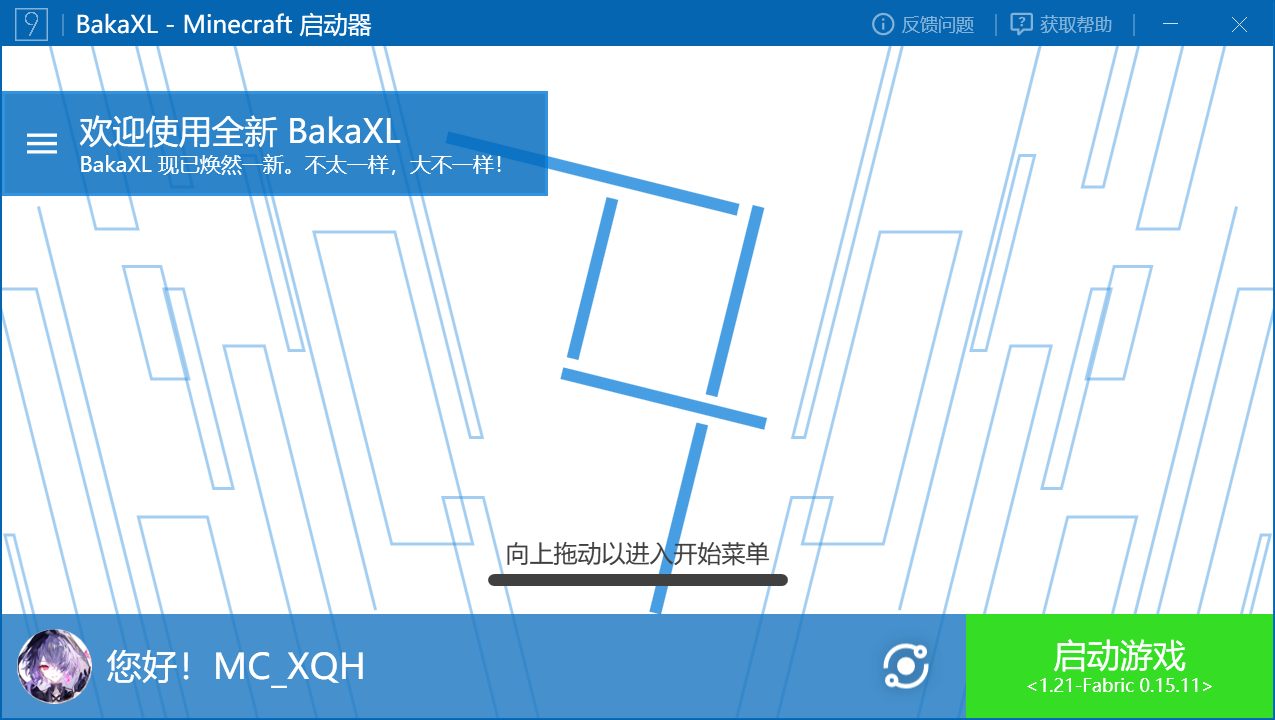 BakaXL - Minecraft 启动器
反馈问题
获取帮助
欢迎使用全新 BakaXL
BakaXL 现已焕然一新。不太一样，大不一样！
向上拖动以进入开始菜单
您好！MC_XQH
启动游戏
<1.21-Fabric 0.15.11>